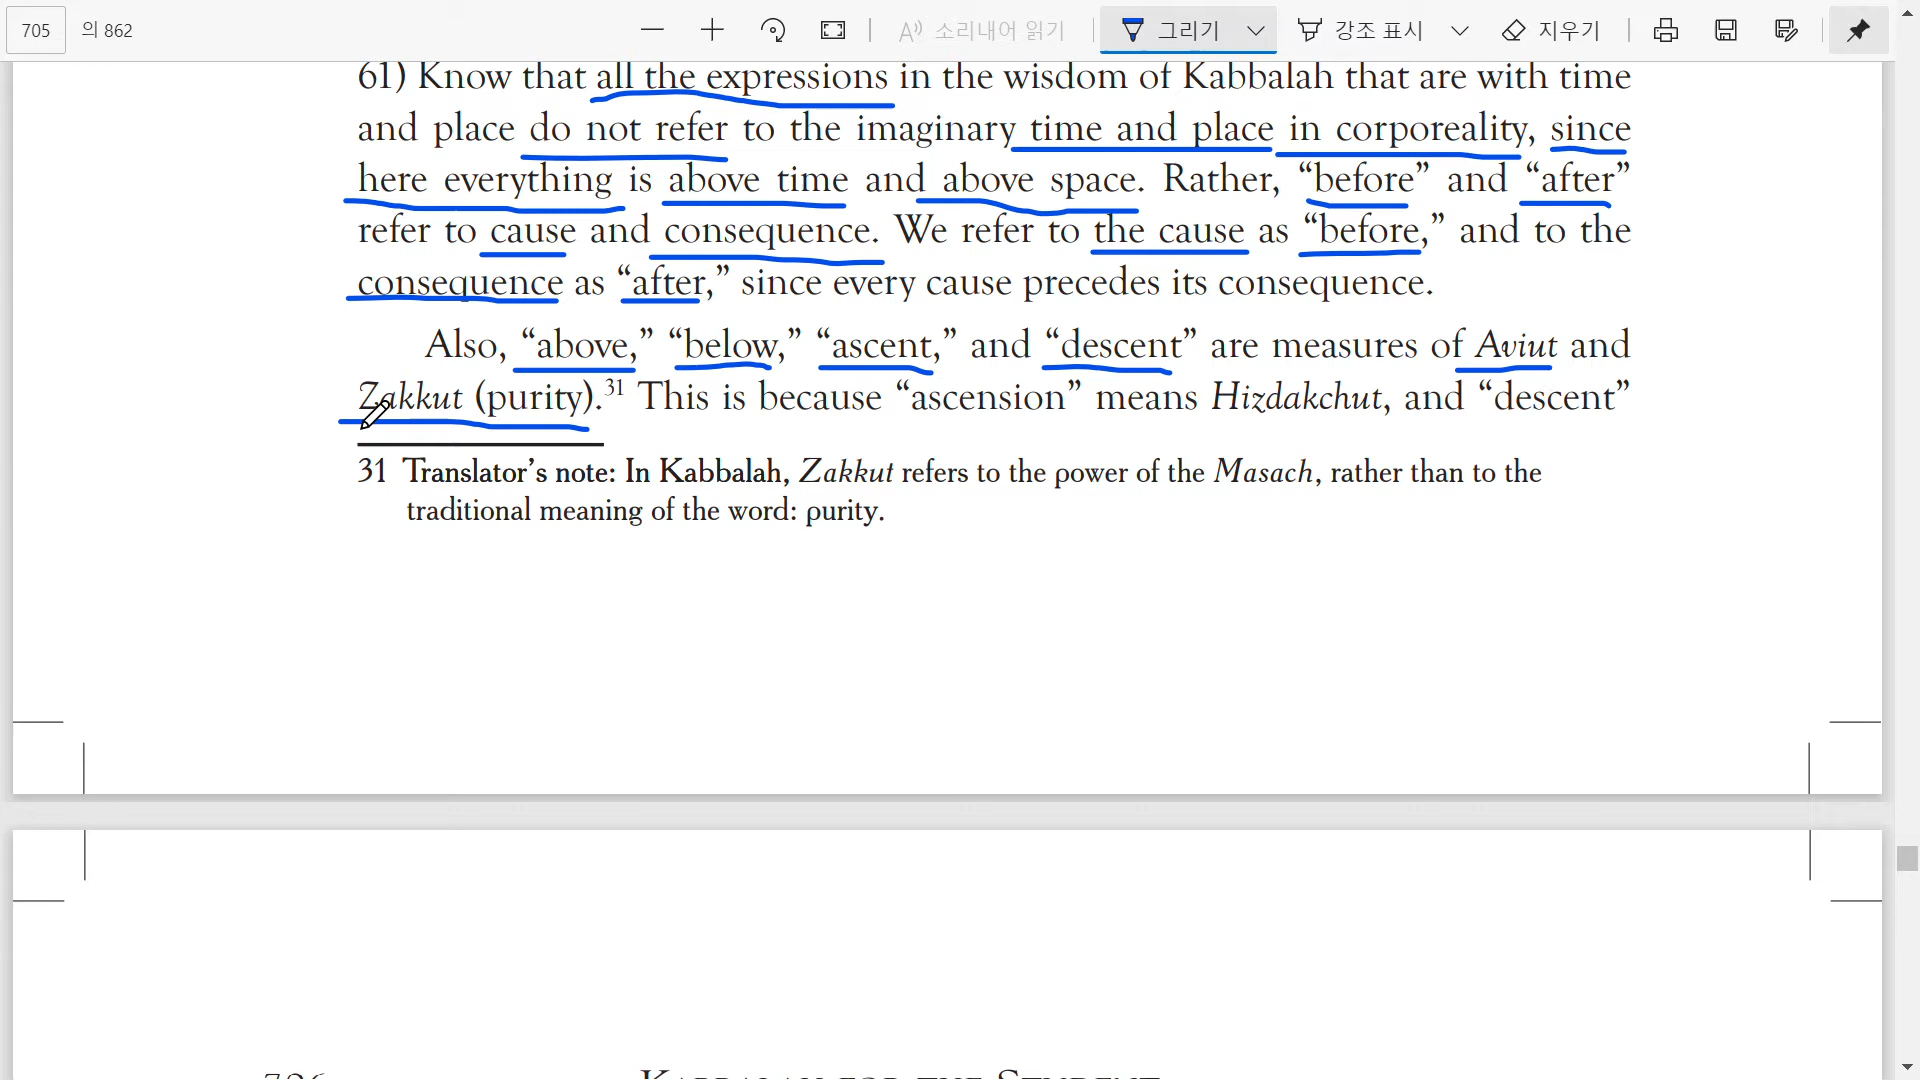 705 의 862 A 소리내어 읽기 그리기 강조 표시 지우기
61) Know that all the expressions in the wisdom of Kabbalah that are with time
and place do not refer to the imaginary time and place in corporeality, since
here everything is above time and above space. Rather, “before” and “after”
refer to cause and consequence. We refer to the cause as “before,” and to the
consequence as “after,” since every cause precedes its consequence.
Also, “above,” “below,” “ascent,” and “descent” are measures of Aviut and
Zakkut (purity).31 This is because “ascension” means Hizdakchut, and “descent”
31 Translator’s note: In Kabbalah, Zakkut refers to the power of the Masach, rather than to the
traditional meaning of the word: purity.
KABBALAH FOR THE STUDENT